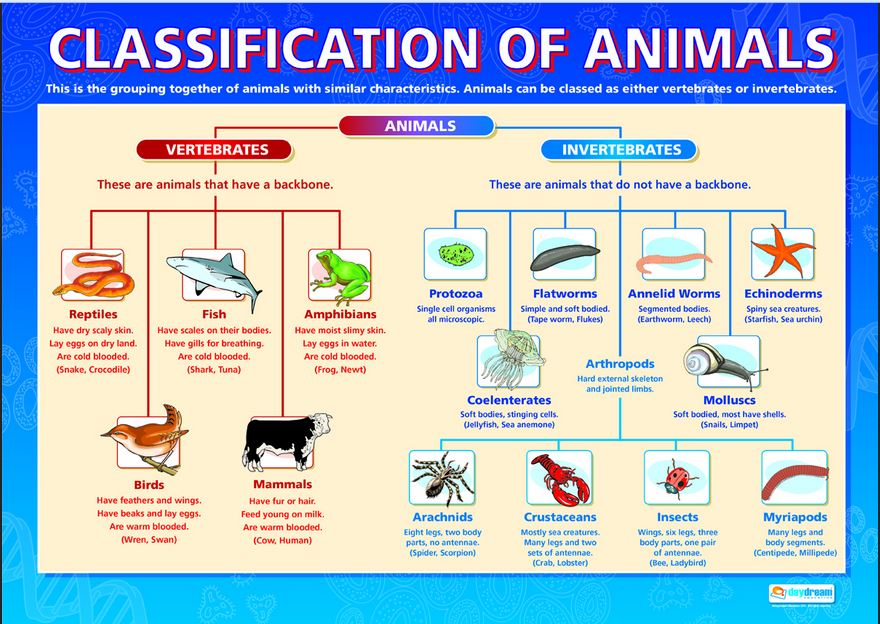 CLASSIFICATION OF ANIMALS
This is the grouping together of animals with similar characteristics. Animals can be classed as either vertebrates or invertebrates.
ANIMALS
VERTEBRATES
These are animals that have a backbone.
Reptiles
Have dry scaly skin.
Lay eggs on dry land.
Are cold blooded.
(Snake, Crocodile)
Fish
Have scales on their bodies.
Have gills for breathing.
Are cold blooded.
(Shark, Tuna)
Amphibians
Have moist slimy skin.
Lay eggs in water.
Are cold blooded.
(Frog, Newt)
Birds
Have feathers and wings.
Have beaks and lay eggs.
Are warm blooded.
(Wren, Swan)
Mammals
Have fur or hair.
Feed young on milk.
Are warm blooded.
(Cow, Human)
INVERTEBRATES
These are animals that do not have a backbone.
Protozoa
Single cell organisms
all microscopic.
Flatworms
Simple and soft bodied.
(Tape worm, Flukes)
Annelid Worms
Segmented bodies.
(Earthworm, Leech)
Echinoderms
Spiny sea creatures.
(Starfish, Sea urchin)
Coelenterates
Soft bodies, stinging cells.
(Jellyfish, Sea anemone)
Arthropods
Hard external skeleton
and jointed limbs.
Molluscs
Soft bodied, most have shells.
(Snails, Limpet)
Arachnids
Eight legs, two body
parts, no antennae.
(Spider, Scorpion)
Crustaceans
Mostly sea creatures.
Many legs and two
sets of antennae.
(Crab, Lobster)
Insects
Wings, six legs, three
body parts, one pair
of antennae.
(Bee, Ladybird)
Myriapods
Many legs and
body segments.
(Centipede, Millipede)
daydream